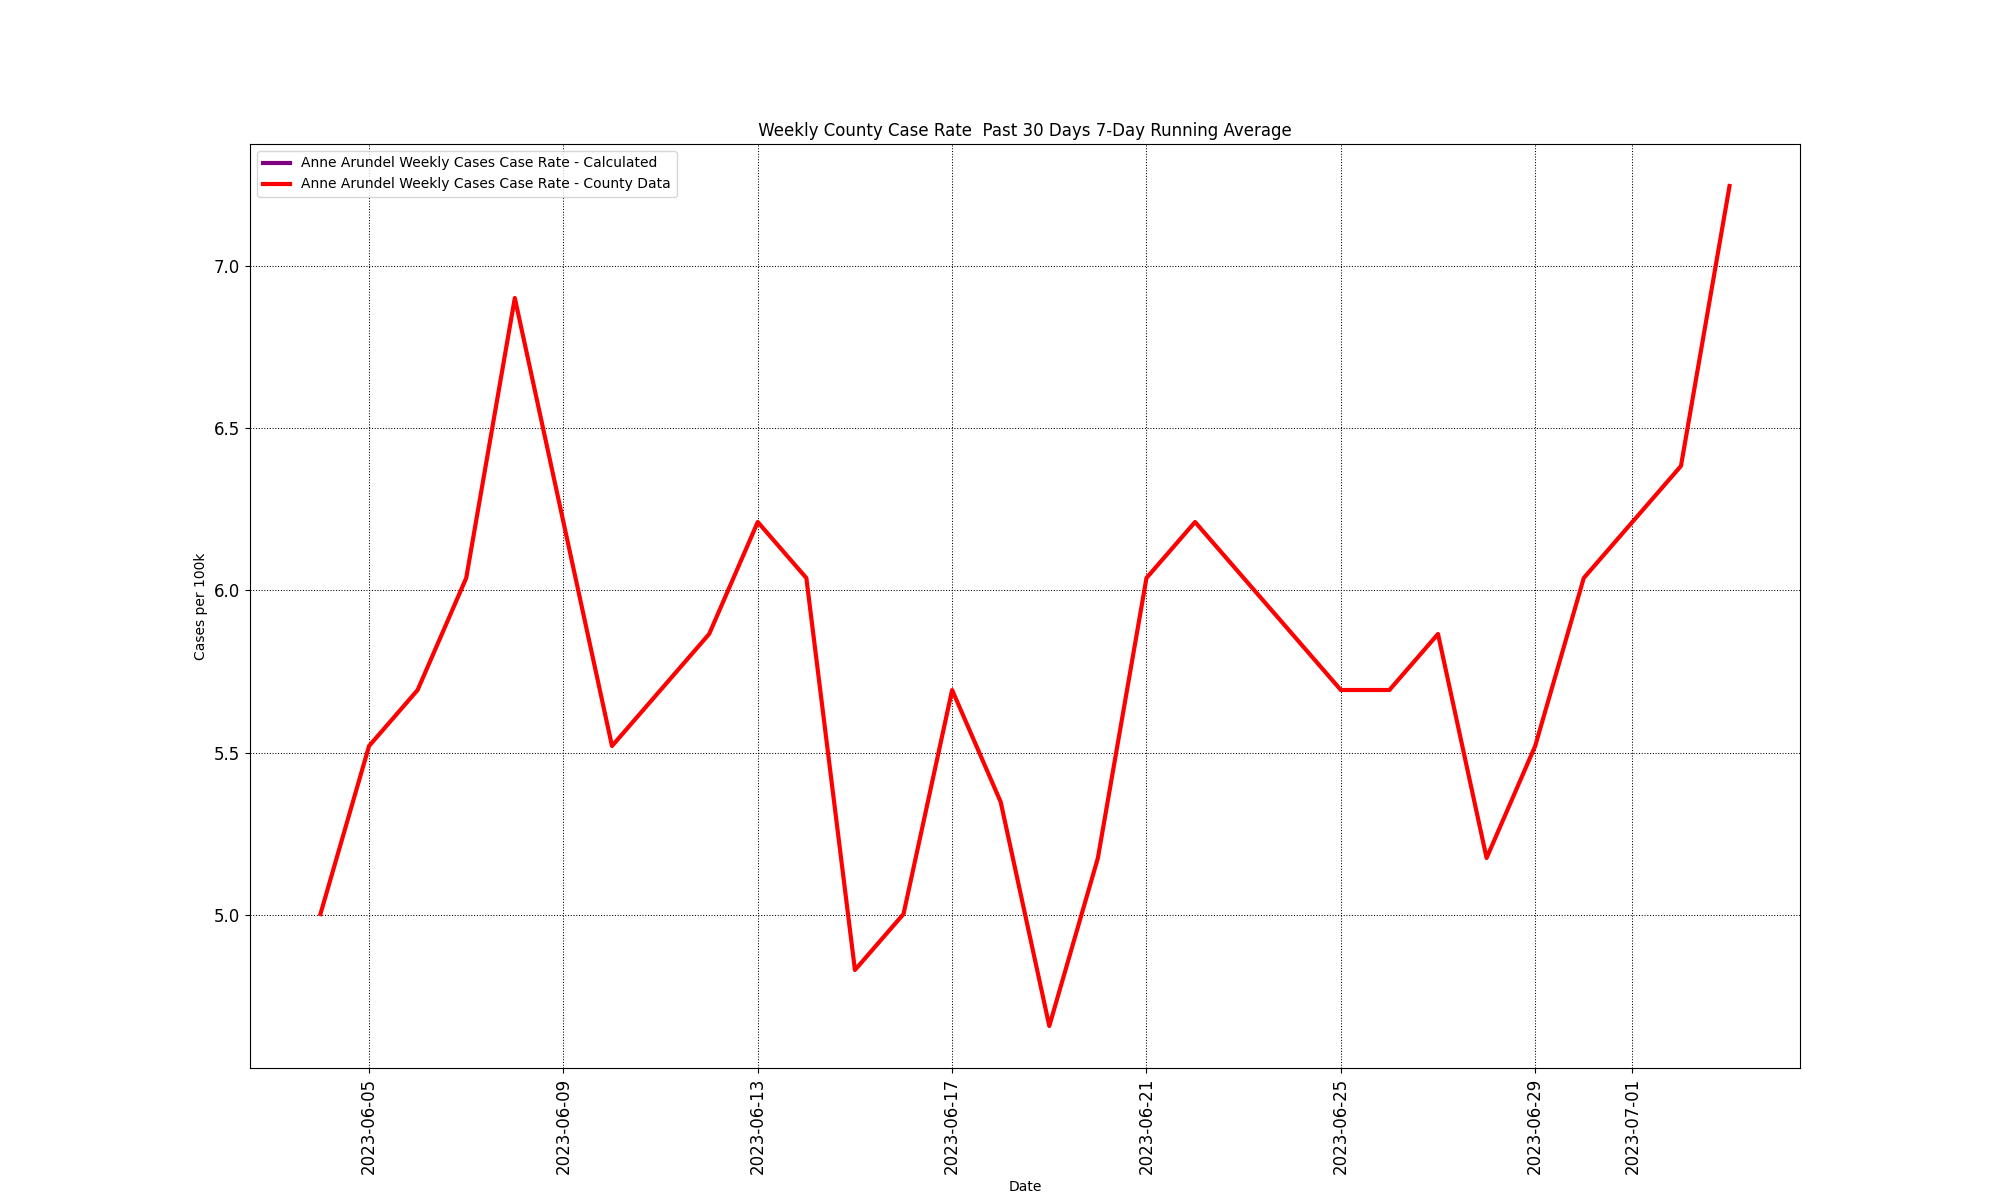 Weekly County Case Rate  Past 30 Days 7-Day Running Average
Anne Arundel Weekly Cases Case Rate - Calculated
Anne Arundel Weekly Cases Case Rate - County Data
7.0
6.5
6.0
5.5
5.0
Cases per 100k
2023-06-05
2023-06-09
2023-06-13
2023-06-17
2023-06-21
2023-06-25
2023-06-29
2023-07-01
Date